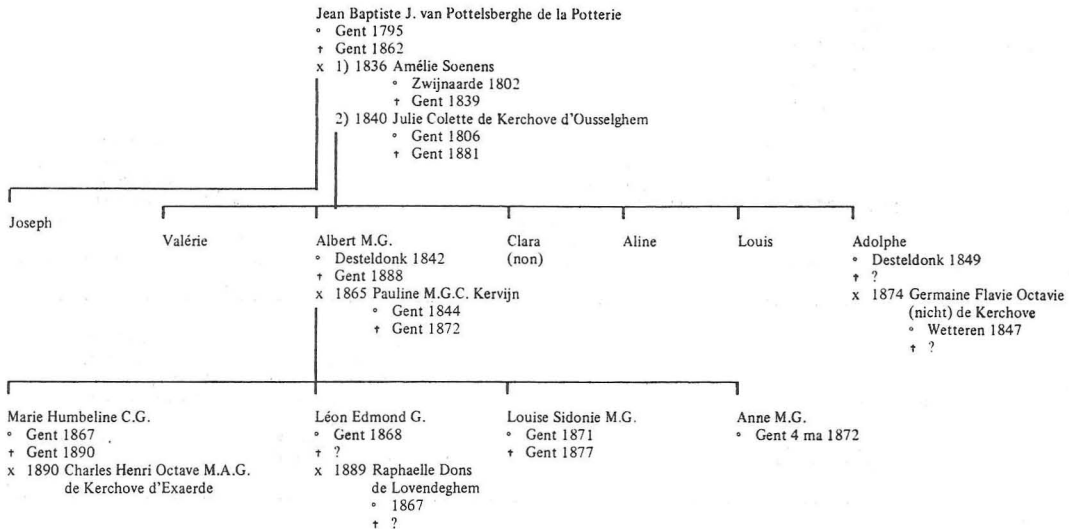 Jean Baptiste J. van Pottelsberghe de la Potterie
° Gent 1795
† Gent 1862
x 1) 1836 Amélie Soenens
° Zwijnaarde 1802
† Gent 1839
2) 1840 Julie Colette de Kerchove d'Ousselghem
° Gent 1806
† Gent 1881
Joseph
Valérie
Albert M.G.
° Desteldonk 1842
† Gent 1888
x 1865 Pauline M.G.C. Kervijn
° Gent 1844
† Gent 1872
Clara
(non)
Aline
Louis
Adolphe
° Desteldonk 1849
† ?
x 1874 Germaine Flavie Octavie
(nicht) de Kerchove
° Wetteren 1847
† ?
Marie Humbeline C.G.
° Gent 1867
† Gent 1890
x 1890 Charles Henri Octave M.A.G.
de Kerchove d'Exaerde
Léon Edmond G.
° Gent 1868
† ?
x 1889 Raphaelle Dons
de Lovendeghem
° 1867
† ?
Louise Sidonie M.G.
° Gent 1871
† Gent 1877
Anne M.G.
° Gent 4 ma 1872